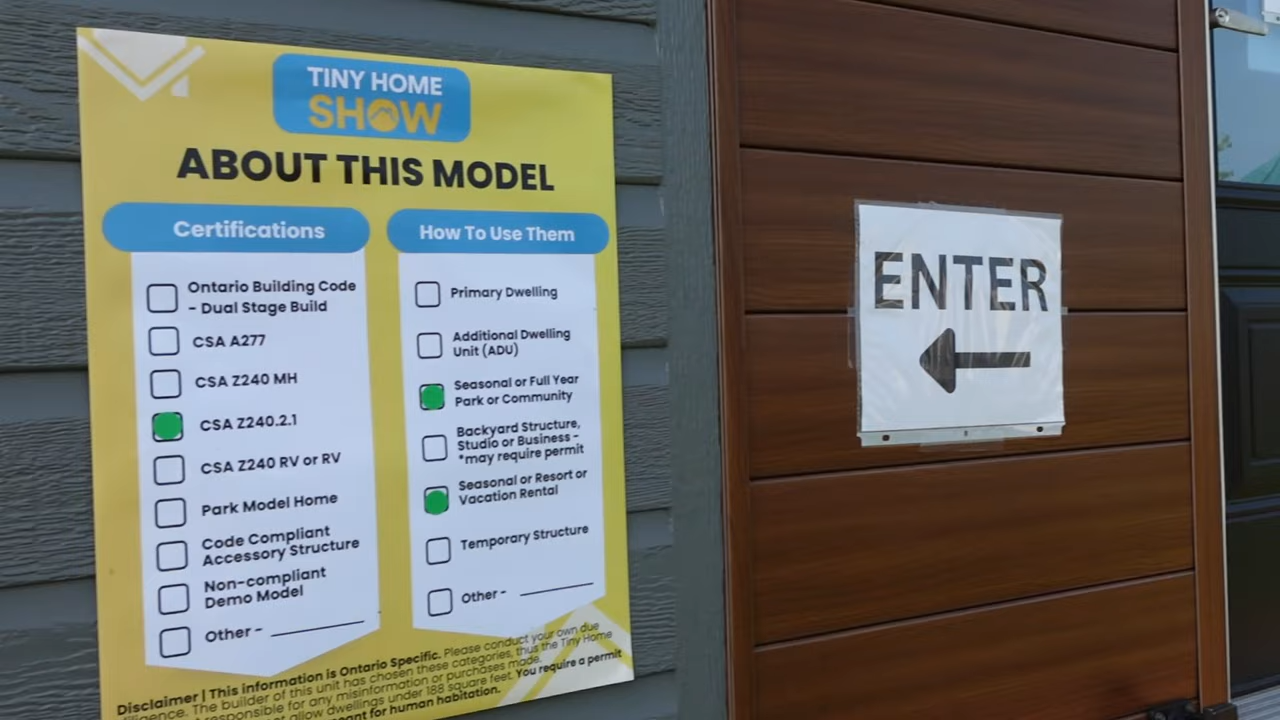 TINY HOME
SHOW
ABOUT THIS MODEL
Certifications
Ontario Building Code
- Dual Stage Build
CSA A277
CSA Z240 MH
CSA Z240.2.1
CSA Z240 RV or RV
Park Model Home
Code Compliant
Accessory Structure
Non-compliant
Demo Model
Other -
How To Use Them
Primary Dwelling
Additional Dwelling
Unit (ADU)
Seasonal or Full Year
Park or Community
Backyard Structure,
Studio or Business -
*may require permit
Seasonal or Resort or
Vacation Rental
Temporary Structure
Other -
Disclaimer | This Information is Ontario Specific. Please conduct your own due
diligence. The builder of this unit has chosen these categories, thus the Tiny Home
responsible for any misinformation or purchases made.
allow dwellings under 188 square feet. You require a permit
meant for human habitation.
ENTER